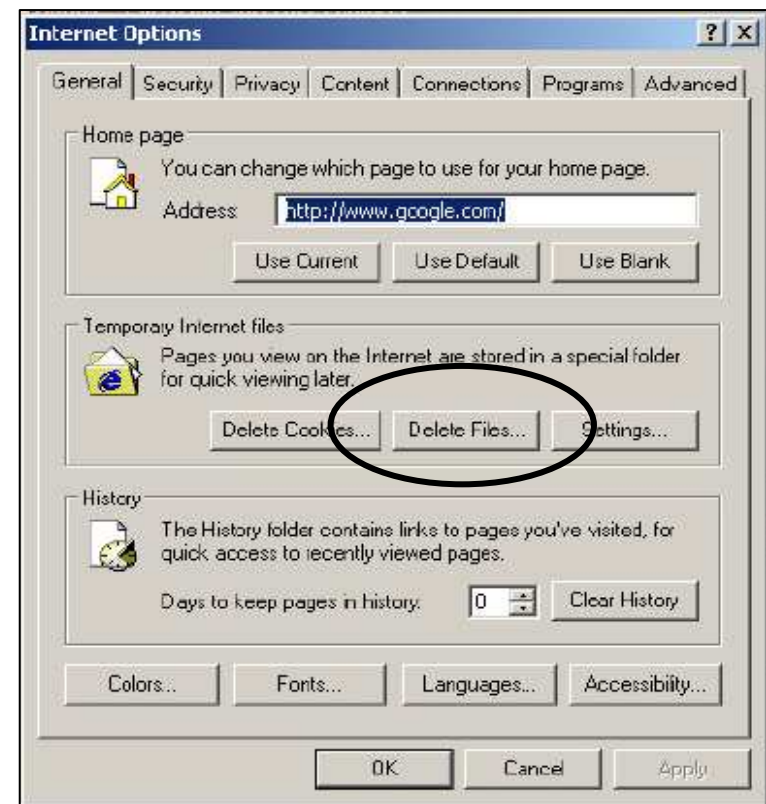 Internet Options
General Security Privacy Content Connections Programs Advanced
Home page
You can change which page to use for your home page.
Address: http://www.google.com/
Use Current Use Default Use Blank
Temporary Internet files
Pages you view on the Internet are stored in a special folder
for quick viewing later.
Delete Cookies... Delete Files... Settings...
History
The History folder contains links to pages you've visited, for
quick access to recently viewed pages.
Days to keep pages in history: 0 Clear History
Colors... Fonts... Languages... Accessibility...
OK Cancel Apply